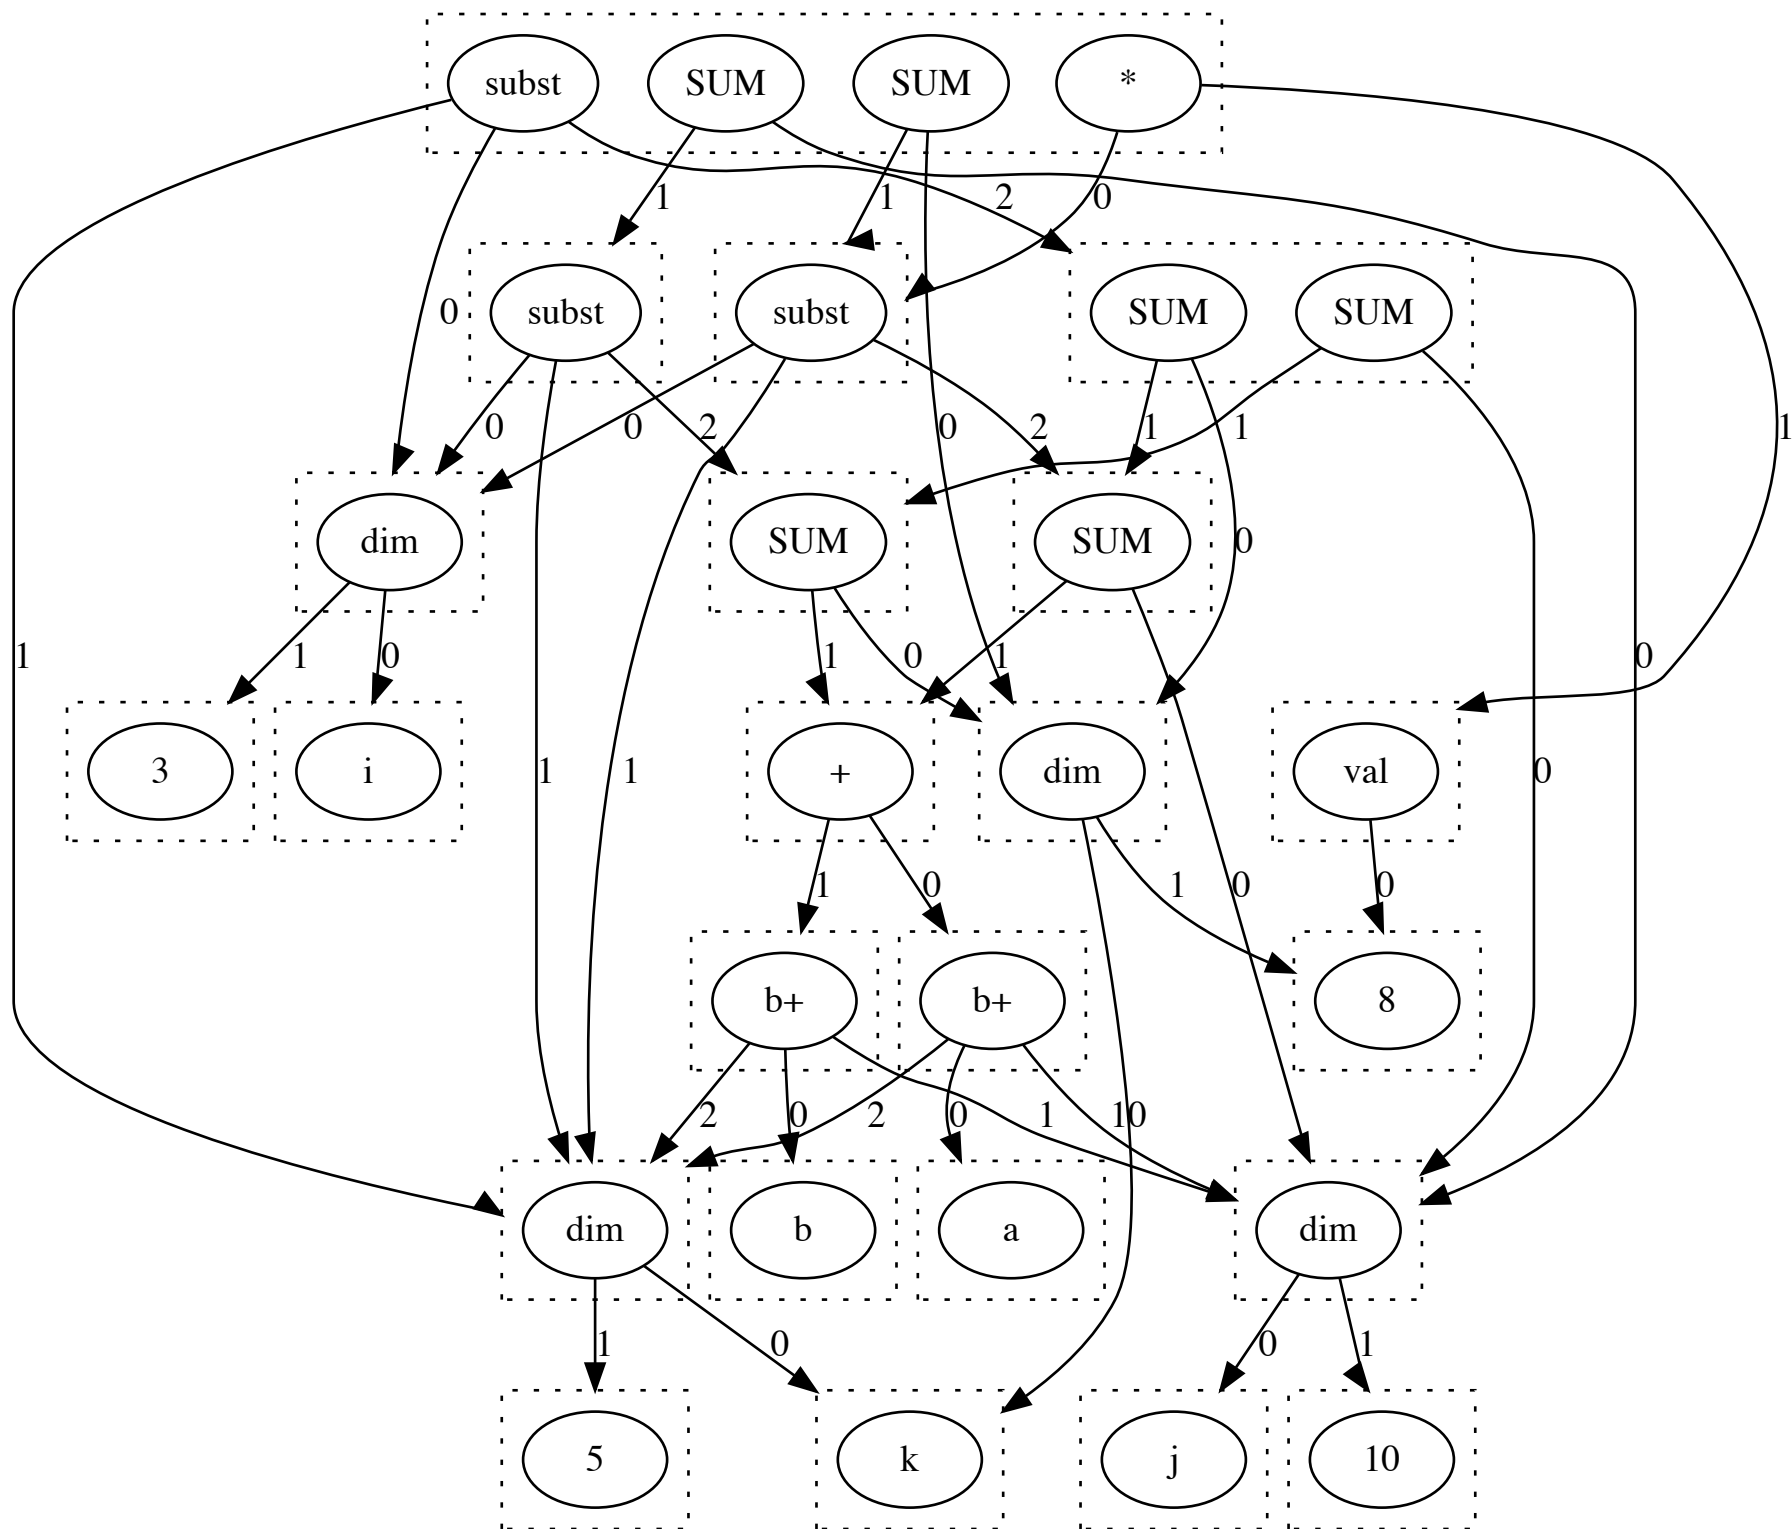 subst SUM SUM *
1 1 2 0
0 subst subst SUM SUM
0 0 2 0 2 1 1 1
dim SUM SUM 0
1 1 0 1 0 1 0
3 i 1 1 + dim val 0
1 0 1 0 0
b+ b+ 8
2 0 2 0 1 10
dim b a dim
1 0 0 1
5 k j 10